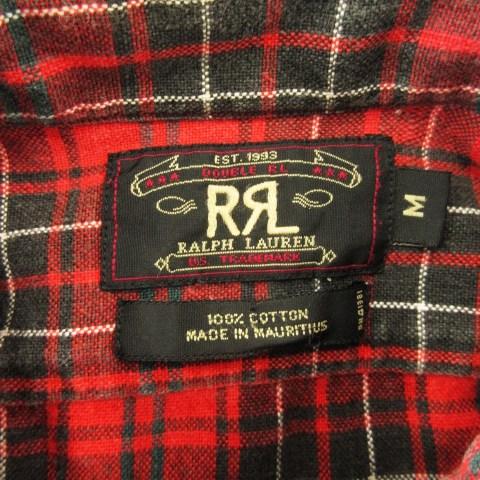 EST. 1993
★★★ DOUBLE RL ★★★
RRL
RALPH LAUREN
US TRADEMARK
M
100% COTTON
MADE IN MAURITIUS